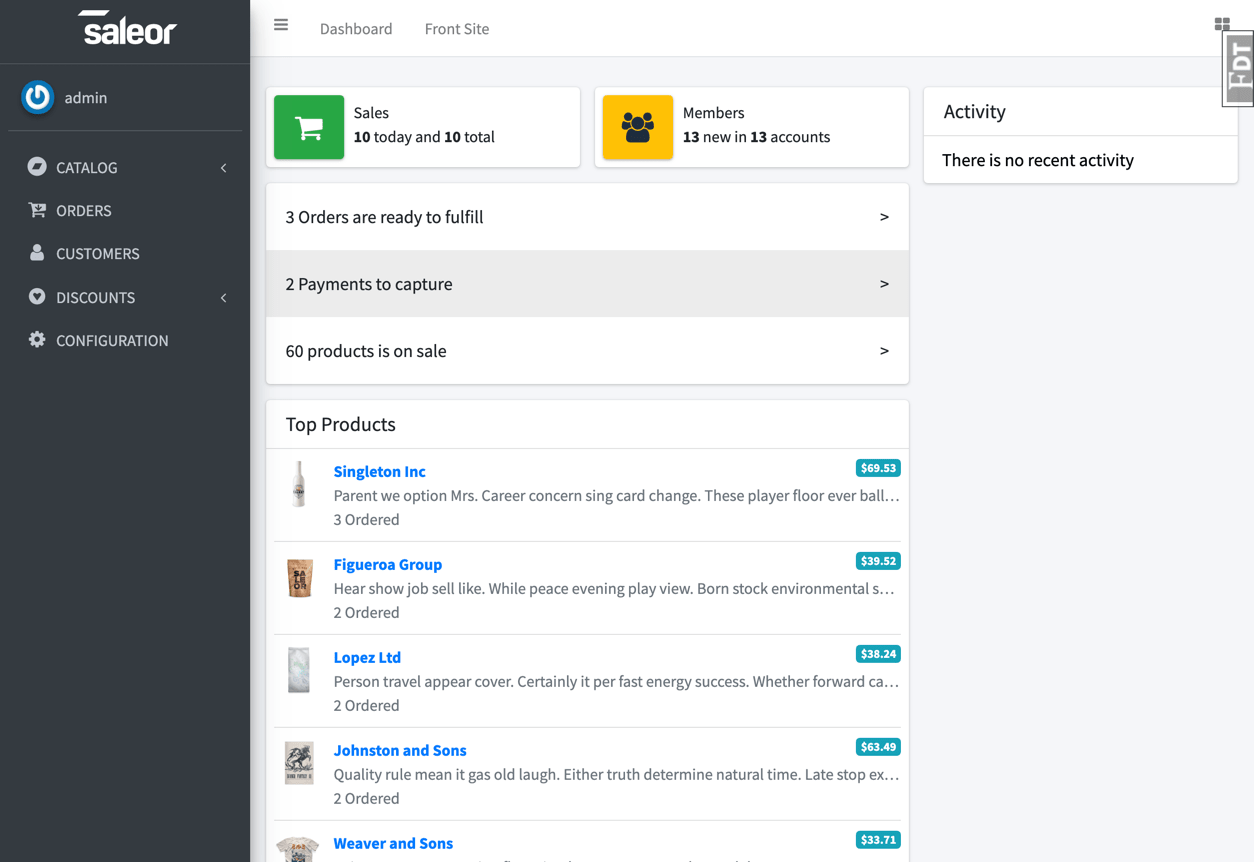 saleor
admin
CATALOG
ORDERS
CUSTOMERS
DISCOUNTS
CONFIGURATION
Dashboard Front Site
DT
Sales
10 today and 10 total
Members
13 new in 13 accounts
Activity
There is no recent activity
3 Orders are ready to fulfill >
2 Payments to capture >
60 products is on sale >
Top Products
Singleton Inc $69.53
Parent we option Mrs. Career concern sing card change. These player floor ever ball…
3 Ordered
Figueroa Group $39.52
Hear show job sell like. While peace evening play view. Born stock environmental s…
2 Ordered
Lopez Ltd $38.24
Person travel appear cover. Certainly it per fast energy success. Whether forward ca…
2 Ordered
Johnston and Sons $63.49
Quality rule mean it gas old laugh. Either truth determine natural time. Late stop ex…
2 Ordered
Weaver and Sons $33.71